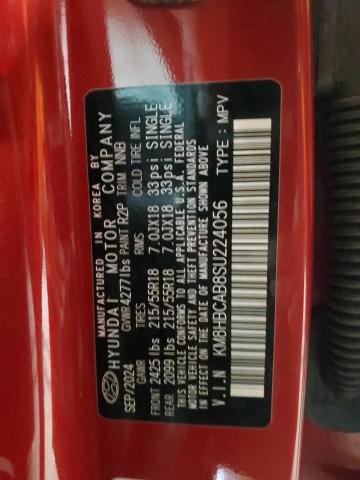 MANUFACTURED IN KOREA BY
HYUNDAI MOTOR COMPANY
SEP/2024 GVWR 4277 lbs PAINT R2P TRIM NNB
GAWR TIRES RIMS COLD TIRE INFL
FRONT 2425 lbs 215/55R18 7.0JX18 33psi SINGLE
REAR 2099 lbs 215/55R18 7.0JX18 33psi SINGLE
THIS VEHICLE CONFORMS TO ALL APPLICABLE U.S.A. FEDERAL
MOTOR VEHICLE SAFETY AND THEFT PREVENTION
STANDARDS IN EFFECT ON THE DATE OF MANUFACTURE
SHOWN ABOVE
V.I.N KM8HBCAB8SU224056 TYPE : MPV